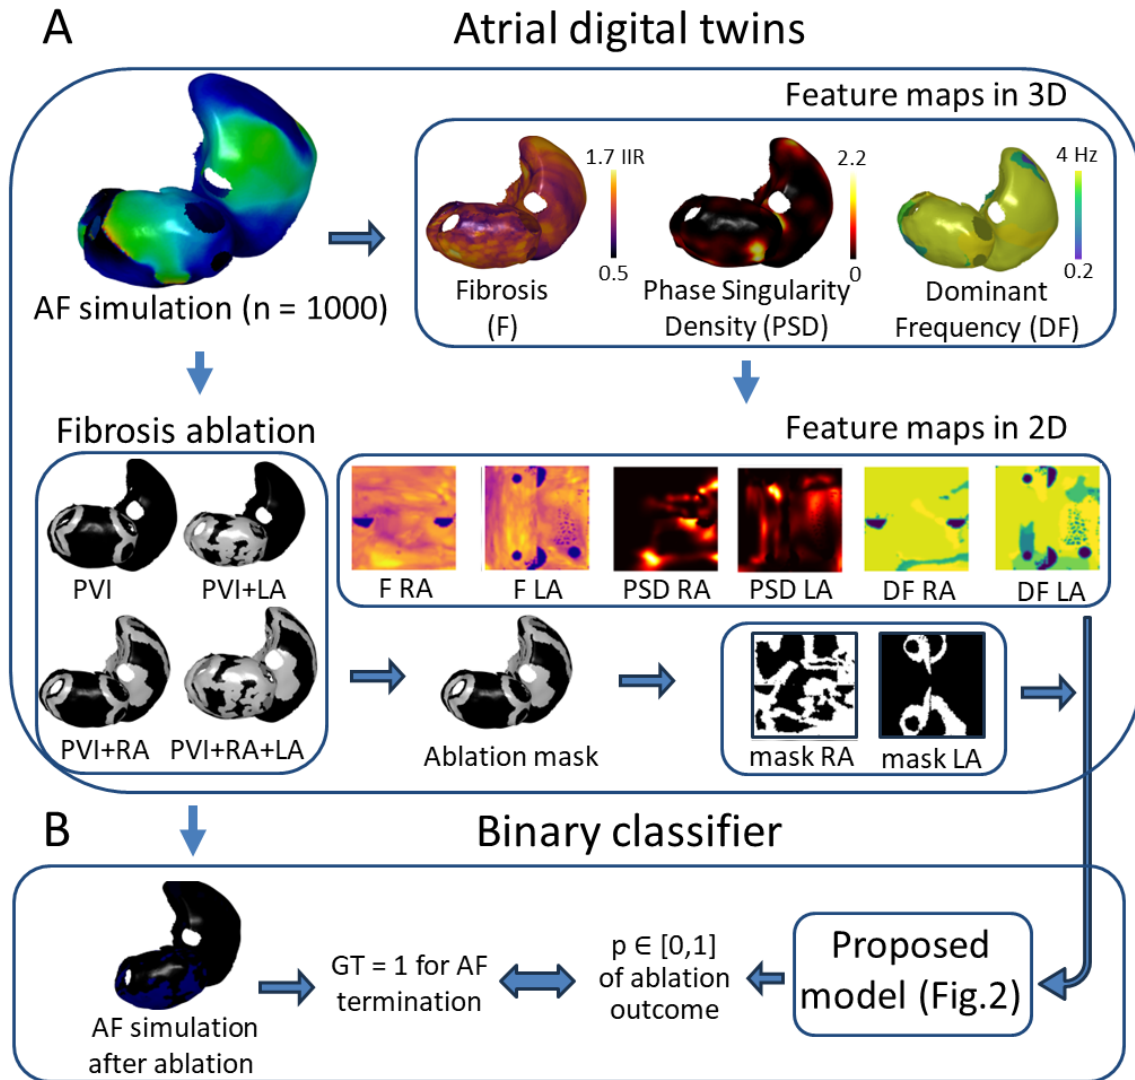 A
Atrial digital twins
Feature maps in 3D
1.7 IIR
0.5
2.2
0
4 Hz
0.2
Fibrosis
(F)
Phase Singularity
Density (PSD)
Dominant
Frequency (DF)
AF simulation (n = 1000)
Fibrosis ablation
PVI
PVI+LA
PVI+RA
PVI+RA+LA
Feature maps in 2D
F RA
F LA
PSD RA
PSD LA
DF RA
DF LA
Ablation mask
mask RA
mask LA
B
Binary classifier
AF simulation
after ablation
GT = 1 for AF
termination
p ∈ [0,1]
of ablation
outcome
Proposed
model (Fig.2)